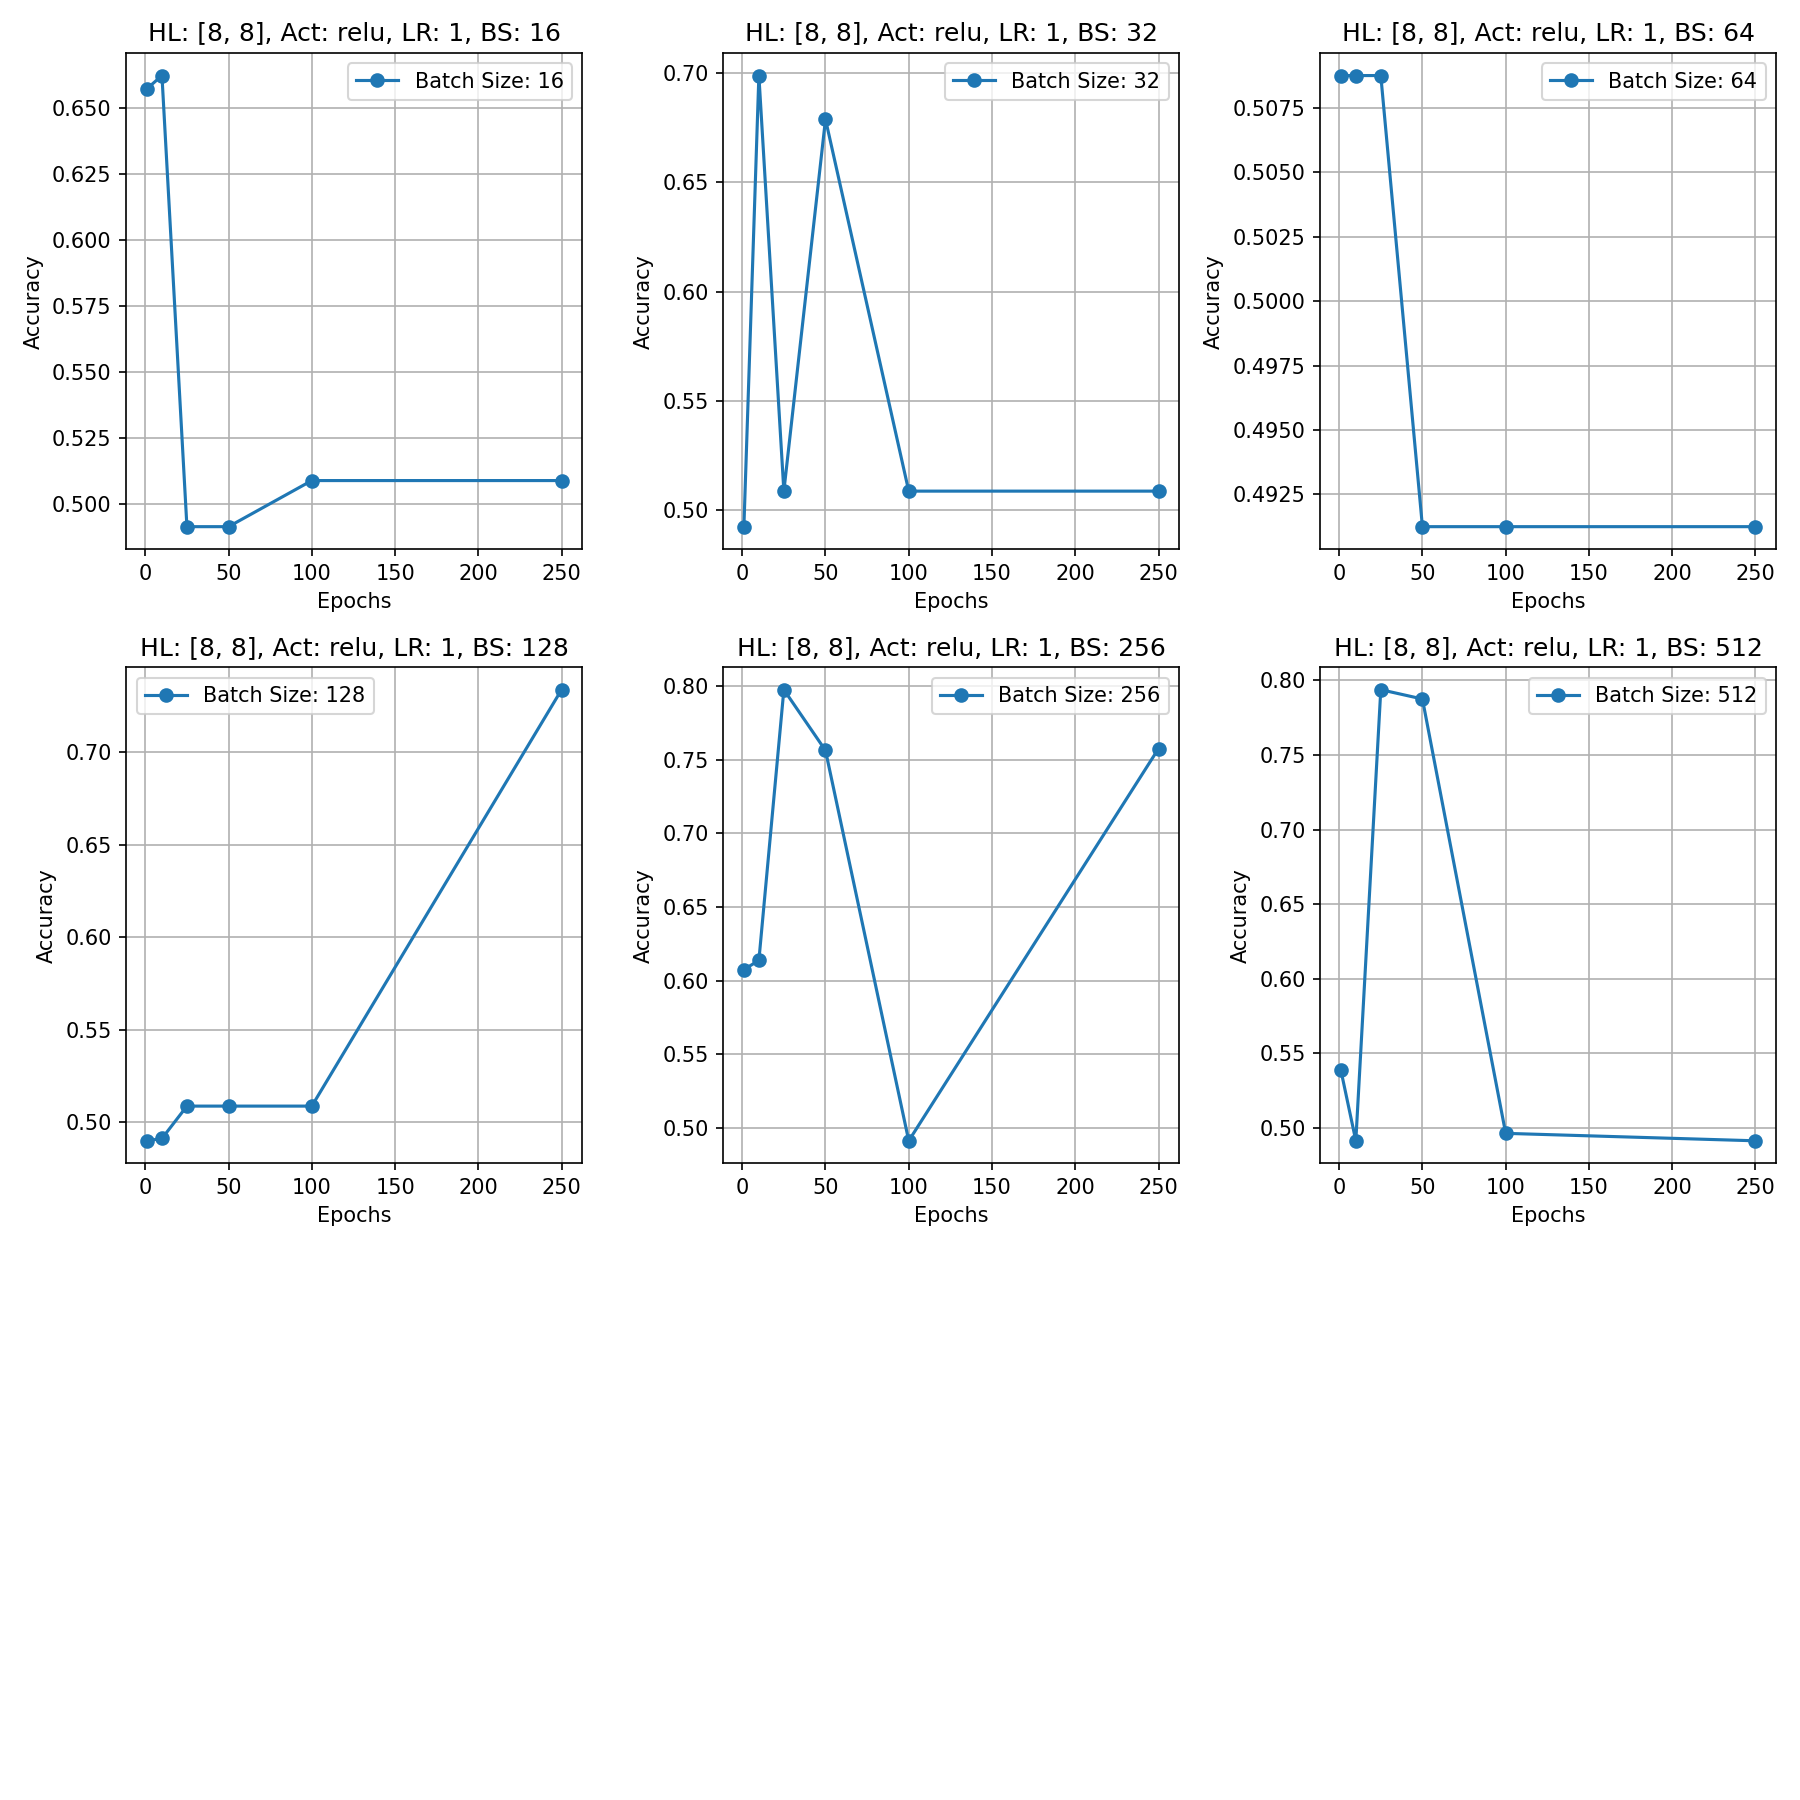 HL: [8, 8], Act: relu, LR: 1, BS: 16
Batch Size: 16
Accuracy
0.650
0.625
0.600
0.575
0.550
0.525
0.500
0 50 100 150 200 250
Epochs
HL: [8, 8], Act: relu, LR: 1, BS: 32
Batch Size: 32
Accuracy
0.70
0.65
0.60
0.55
0.50
0 50 100 150 200 250
Epochs
HL: [8, 8], Act: relu, LR: 1, BS: 64
Batch Size: 64
Accuracy
0.5075
0.5050
0.5025
0.5000
0.4975
0.4950
0.4925
0 50 100 150 200 250
Epochs
HL: [8, 8], Act: relu, LR: 1, BS: 128
Batch Size: 128
Accuracy
0.70
0.65
0.60
0.55
0.50
0 50 100 150 200 250
Epochs
HL: [8, 8], Act: relu, LR: 1, BS: 256
Batch Size: 256
Accuracy
0.80
0.75
0.70
0.65
0.60
0.55
0.50
0 50 100 150 200 250
Epochs
HL: [8, 8], Act: relu, LR: 1, BS: 512
Batch Size: 512
Accuracy
0.80
0.75
0.70
0.65
0.60
0.55
0.50
0 50 100 150 200 250
Epochs